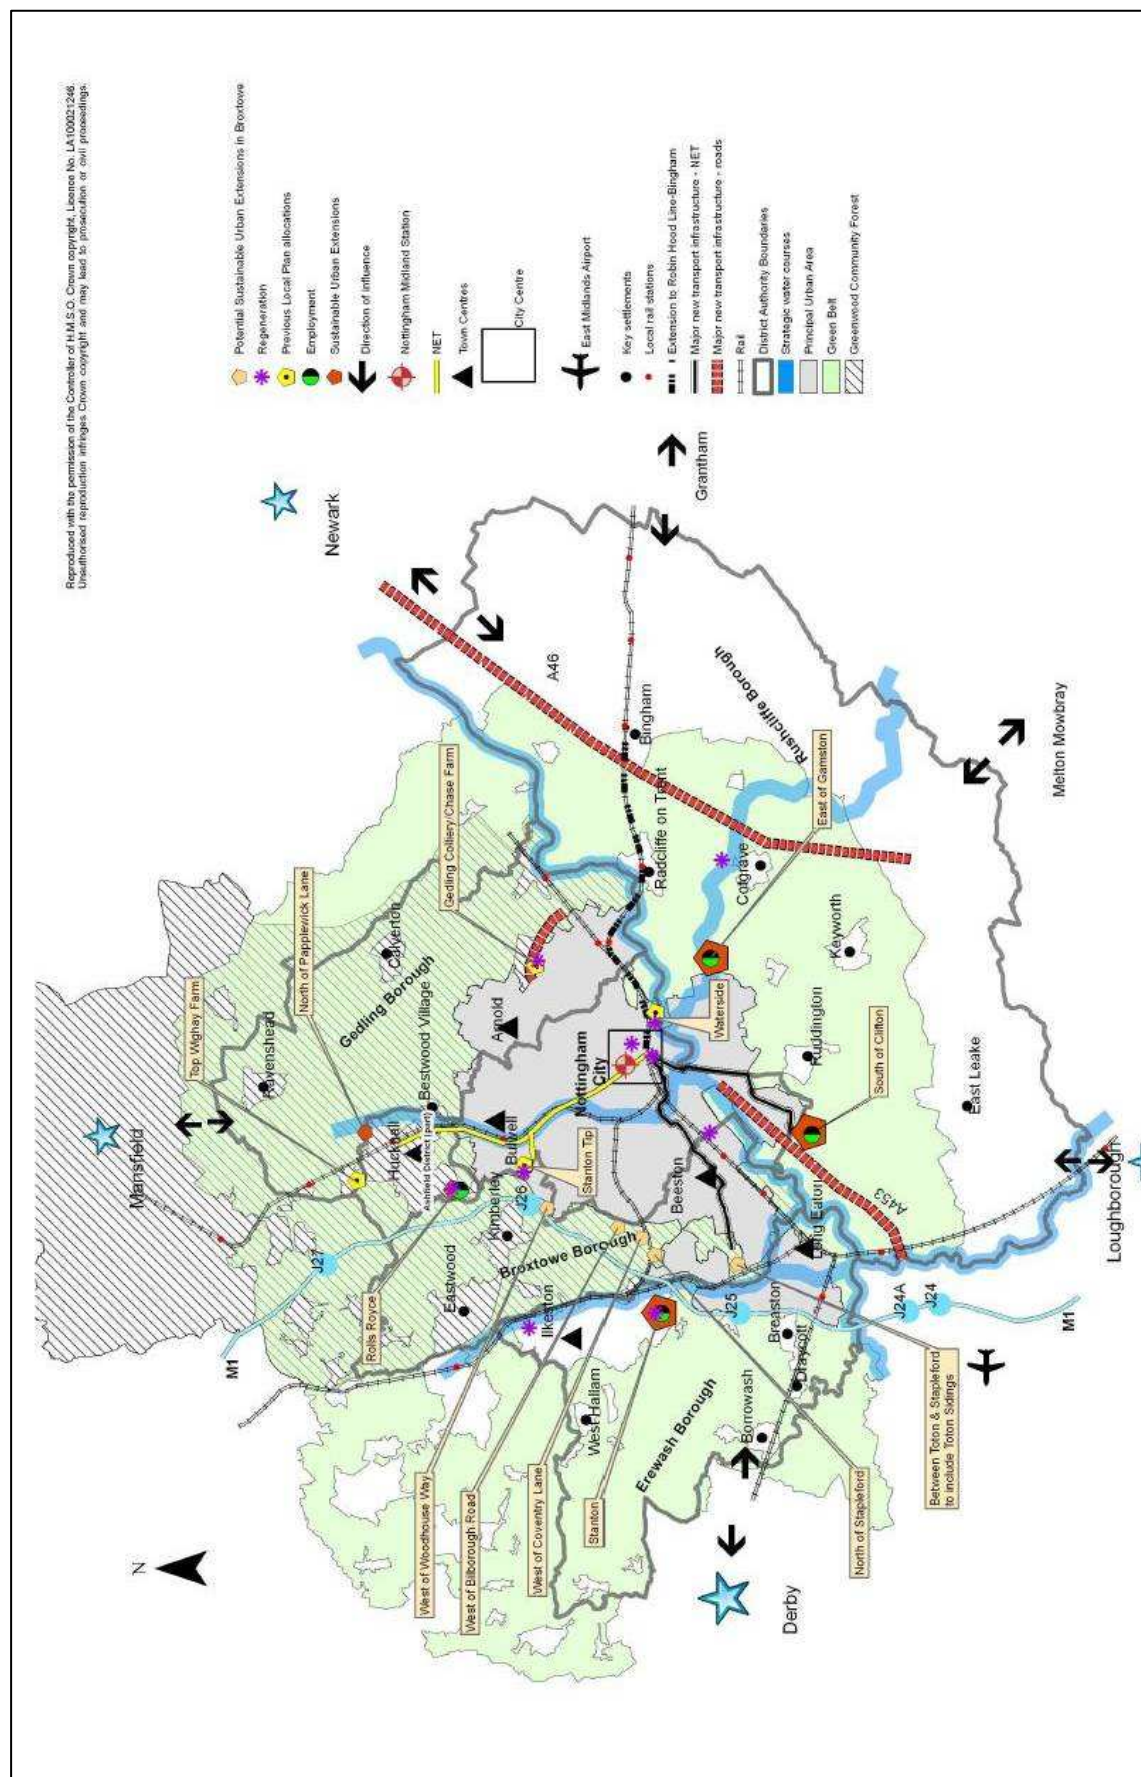 Reproduced with the permission of the Controller of H.M.S.O. Crown copyright, Licence No. LA100021246.
Unauthorised reproduction infringes Crown copyright and may lead to prosecution or civil proceedings.
Potential Sustainable Urban Extensions in Broxtowe
Regeneration
Previous Local Plan allocations
Employment
Sustainable Urban Extensions
Direction of influence
Nottingham Midland Station
NET
Town Centres
City Centre
East Midlands Airport
Key settlements
Local rail stations
Extension to Robin Hood Line-Bingham
Major new transport infrastructure - NET
Major new transport infrastructure - roads
Rail
District Authority Boundaries
Strategic water courses
Principal Urban Area
Green Belt
Greenwood Community Forest
N
Mansfield
Newark
Grantham
Melton Mowbray
Loughborough
Derby
Top Wighay Farm
North of Papplewick Lane
Gedling Colliery/Chase Farm
Rolls Royce
Ravenshead
Calverton
Gedling Borough
Bestwood Village
Hucknall
Ashfield District (part)
Arnold
Bulwell
Nottingham
City
Stanton Tip
Waterside
J27
J26
J25
J24A
J24
M1
M1
Eastwood
Kimberley
Broxtowe Borough
Ilkeston
West Hallam
Erewash Borough
Borrowash
Draycott
Breaston
Long Eaton
Beeston
West of Woodhouse Way
West of Bilborough Road
West of Coventry Lane
Stanton
North of Stapleford
Between Toton & Stapleford
to include Toton Sidings
A46
Bingham
Radcliffe on Trent
Rushcliffe Borough
East of Gamston
Cotgrave
Keyworth
Ruddington
South of Clifton
East Leake
A453